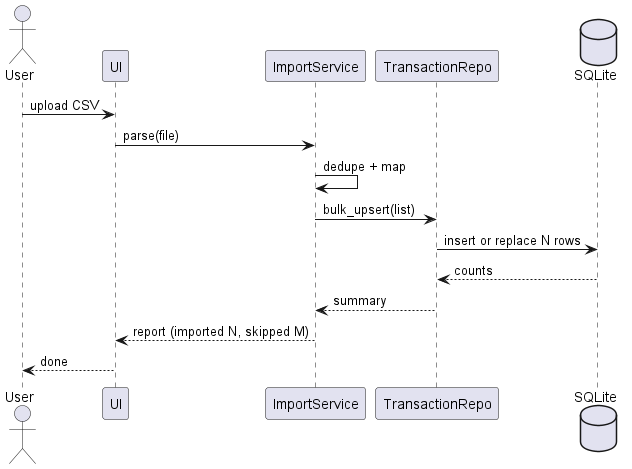 User
UI
ImportService
TransactionRepo
SQLite
upload CSV
parse(file)
dedupe + map
bulk_upsert(list)
insert or replace N rows
counts
summary
report (imported N, skipped M)
done
User
UI
ImportService
TransactionRepo
SQLite